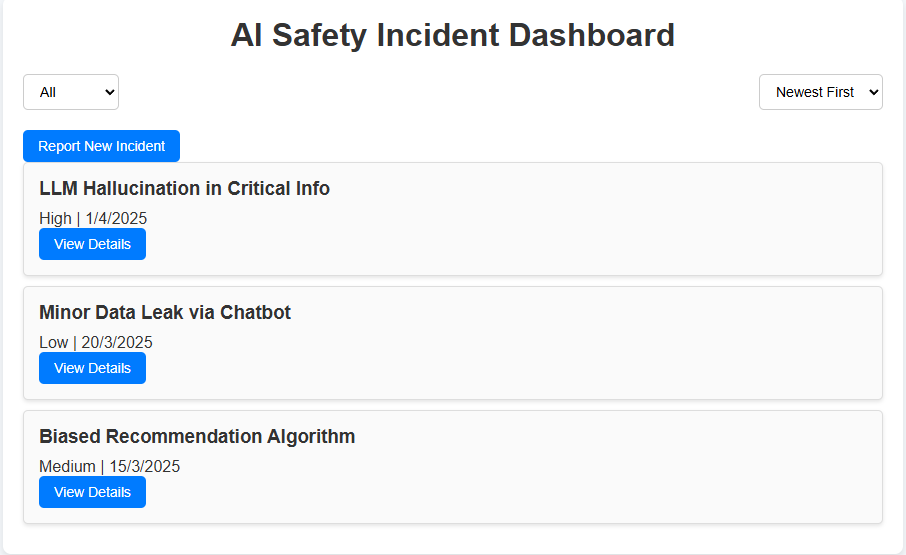 AI Safety Incident Dashboard
All
Newest First
Report New Incident
LLM Hallucination in Critical Info
High | 1/4/2025
View Details
Minor Data Leak via Chatbot
Low | 20/3/2025
View Details
Biased Recommendation Algorithm
Medium | 15/3/2025
View Details